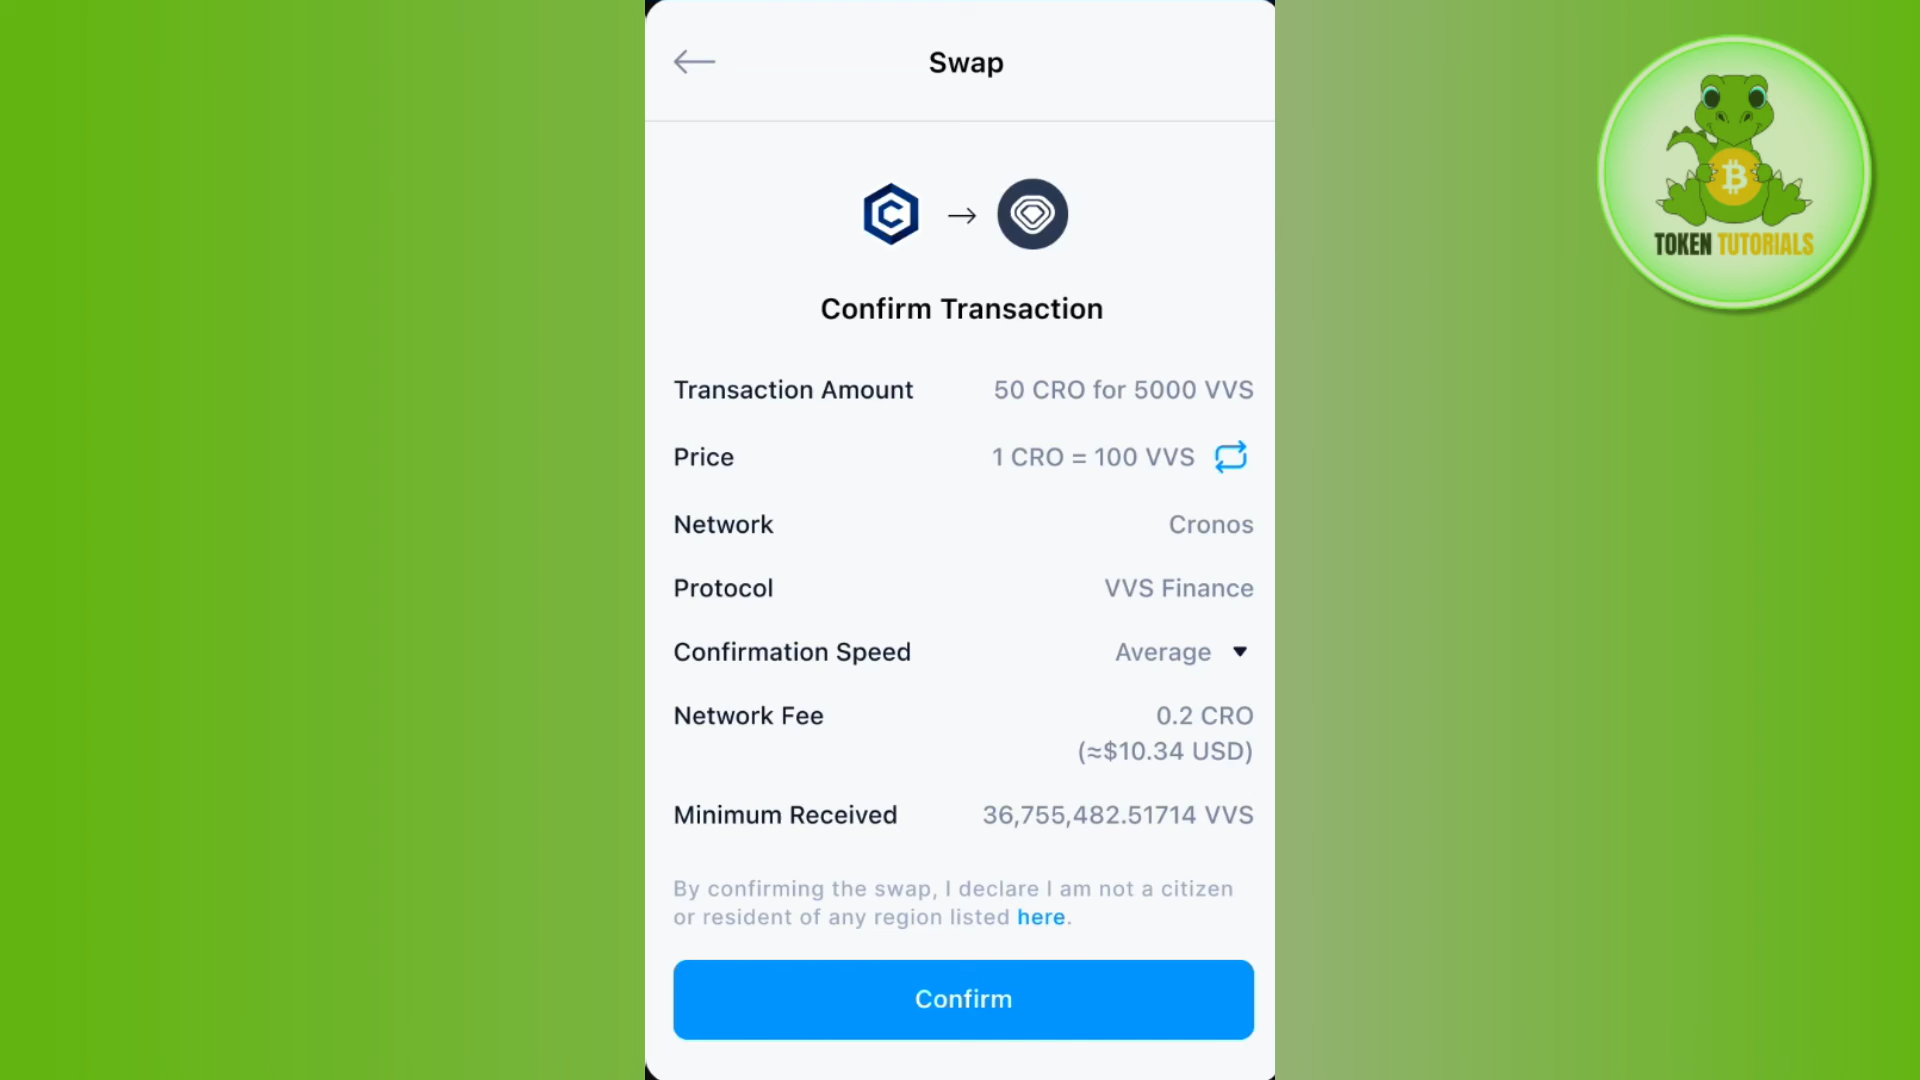 Swap
Confirm Transaction
Transaction Amount 50 CRO for 5000 VVS
Price 1 CRO = 100 VVS
Network Cronos
Protocol VVS Finance
Confirmation Speed Average
Network Fee 0.2 CRO
(≈$10.34 USD)
Minimum Received 36,755,482.51714 VVS
By confirming the swap, I declare I am not a citizen
or resident of any region listed here.
Confirm
TOKEN TUTORIALS